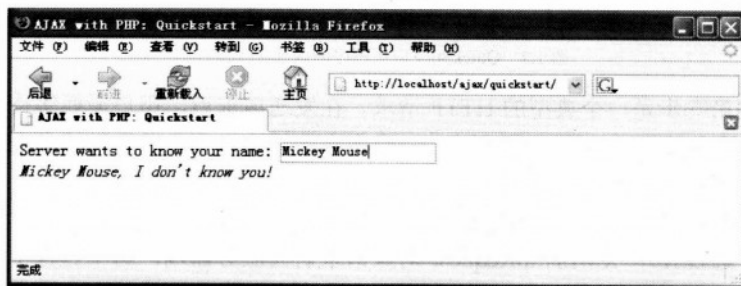 AJAX with PHP: Quickstart - Mozilla Firefox
文件 (F) 编辑 (E) 查看 (V) 转到 (G) 书签 (B) 工具 (T) 帮助 (H)
后退 前进 重新载入 停止 主页 http://localhost/ajax/quickstart/ G
AJAX with PHP: Quickstart
Server wants to know your name: Mickey Mouse
Mickey Mouse, I don't know you!
完成